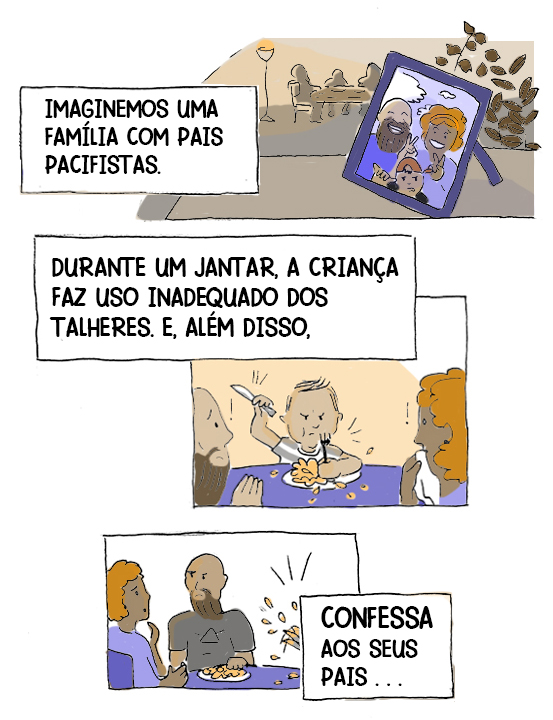 IMAGINEMOS UMA
FAMÍLIA COM PAIS
PACIFISTAS.
DURANTE UM JANTAR, A CRIANÇA
FAZ USO INADEQUADO DOS
TALHERES. E, ALÉM DISSO,
CONFESSA
AOS SEUS
PAIS . . .